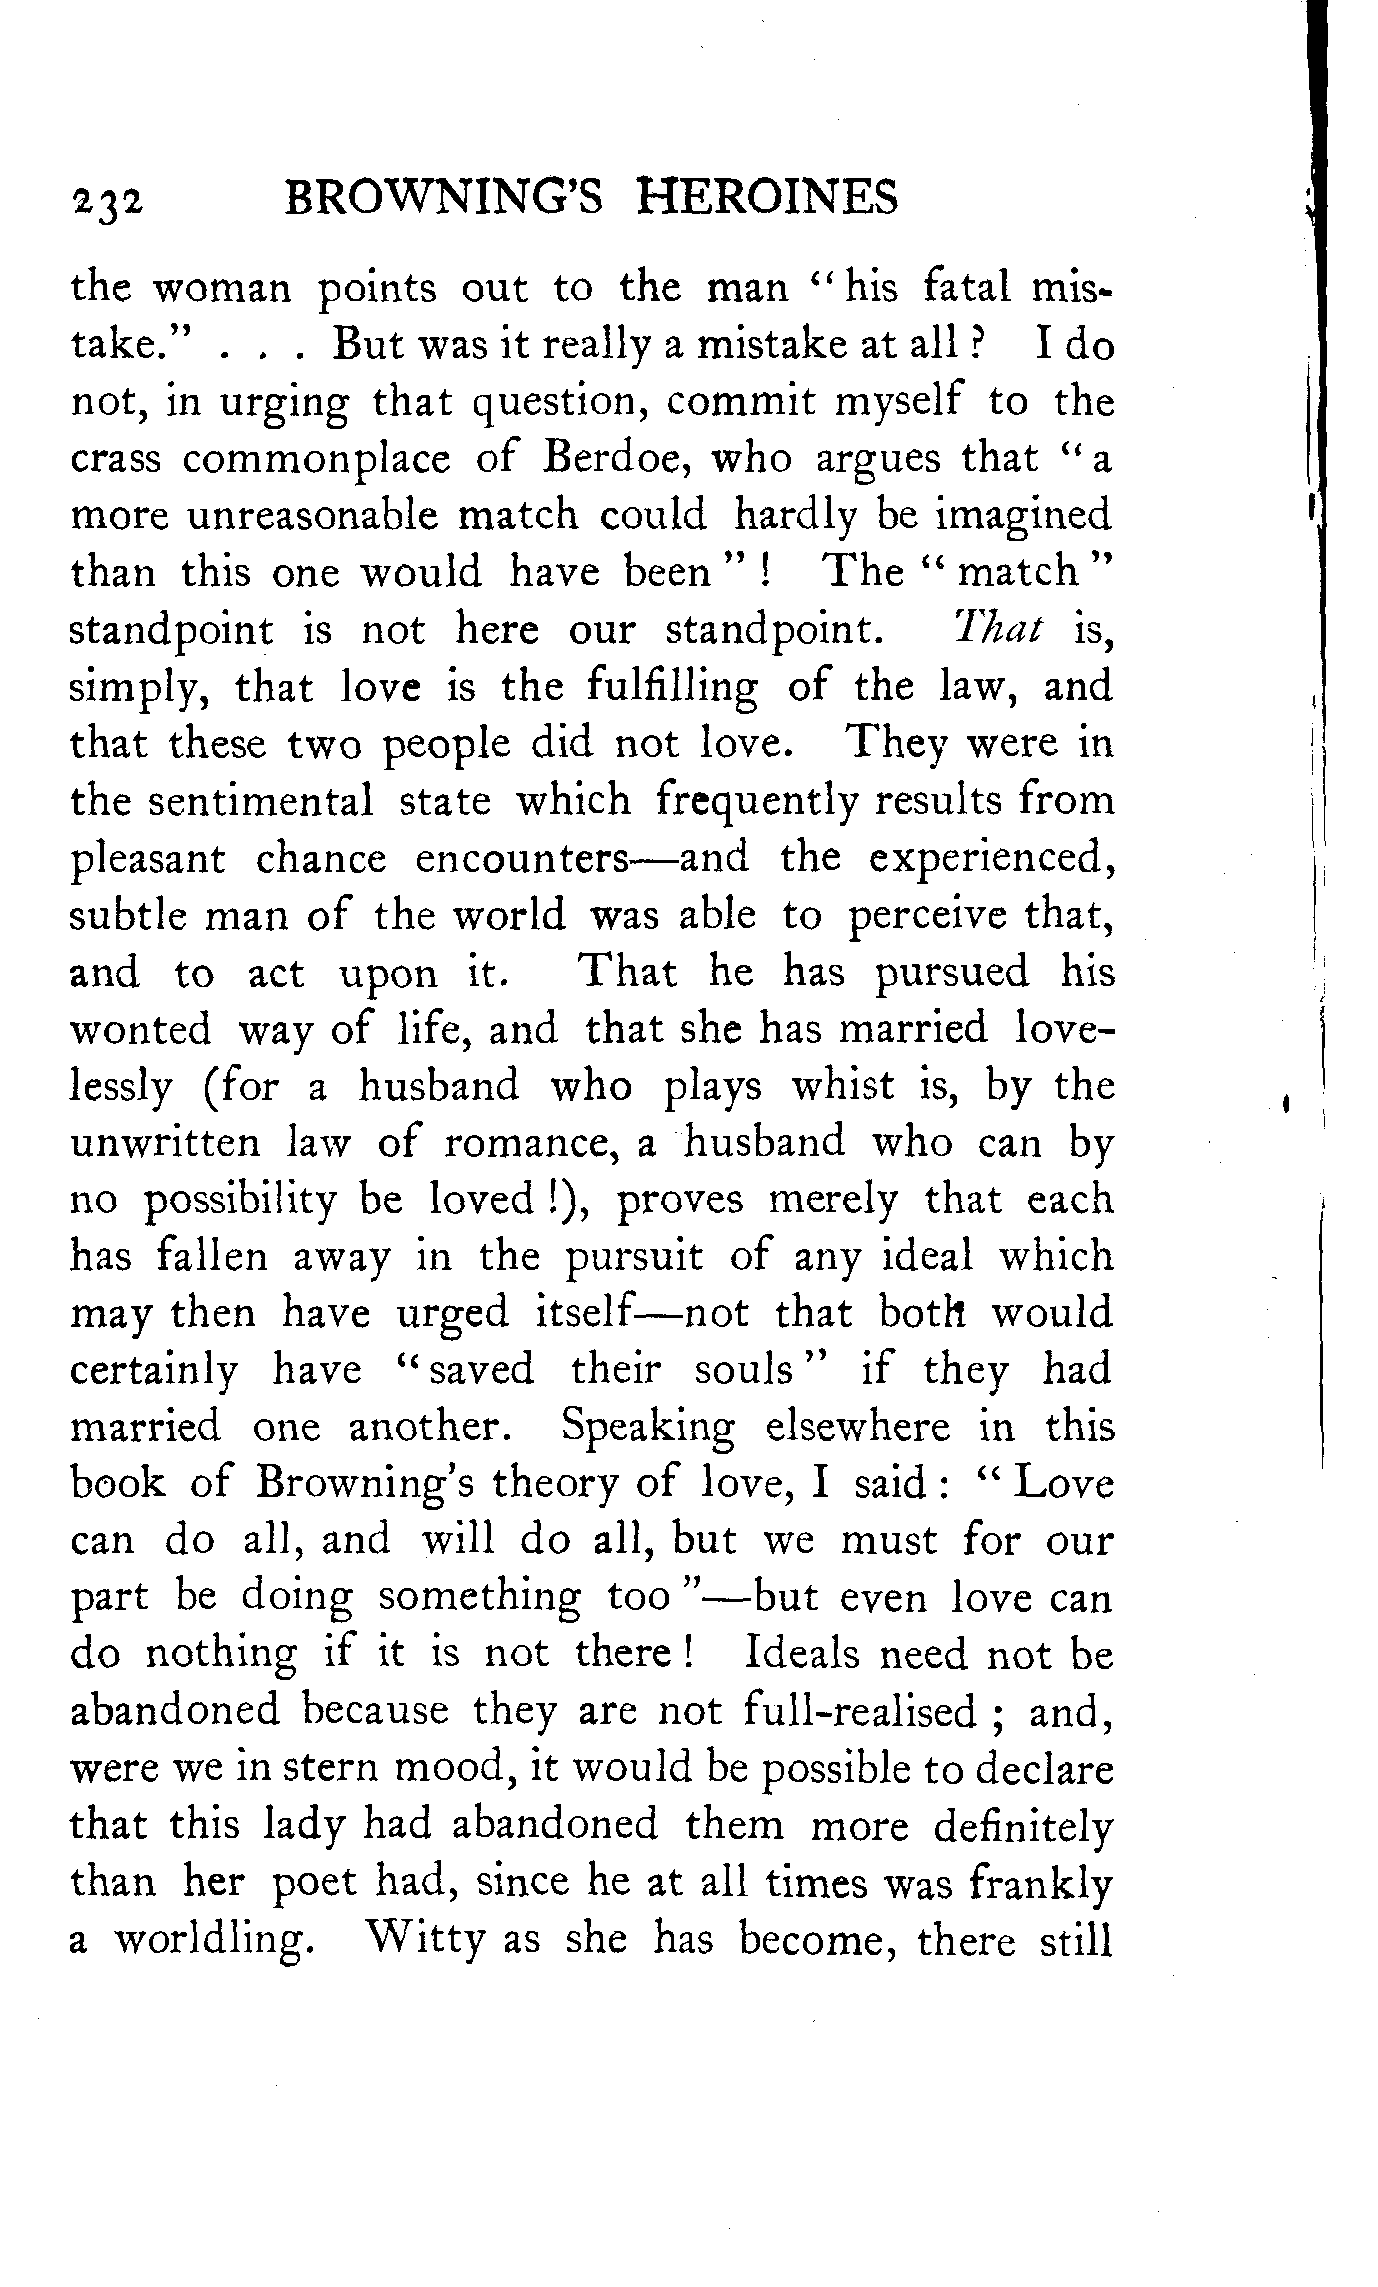 232 BROWNING'S HEROINES
the woman points out to the man “his fatal mis-
take.” . . . But was it really a mistake at all? I do
not, in urging that question, commit myself to the
crass commonplace of Berdoe, who argues that “a
more unreasonable match could hardly be imagined
than this one would have been”! The “match”
standpoint is not here our standpoint. That is,
simply, that love is the fulfilling of the law, and
that these two people did not love. They were in
the sentimental state which frequently results from
pleasant chance encounters—and the experienced,
subtle man of the world was able to perceive that,
and to act upon it. That he has pursued his
wonted way of life, and that she has married love-
lessly (for a husband who plays whist is, by the
unwritten law of romance, a husband who can by
no possibility be loved!), proves merely that each
has fallen away in the pursuit of any ideal which
may then have urged itself—not that both would
certainly have “saved their souls” if they had
married one another. Speaking elsewhere in this
book of Browning's theory of love, I said: “Love
can do all, and will do all, but we must for our
part be doing something too”—but even love can
do nothing if it is not there! Ideals need not be
abandoned because they are not full-realised; and,
were we in stern mood, it would be possible to declare
that this lady had abandoned them more definitely
than her poet had, since he at all times was frankly
a worldling. Witty as she has become, there still